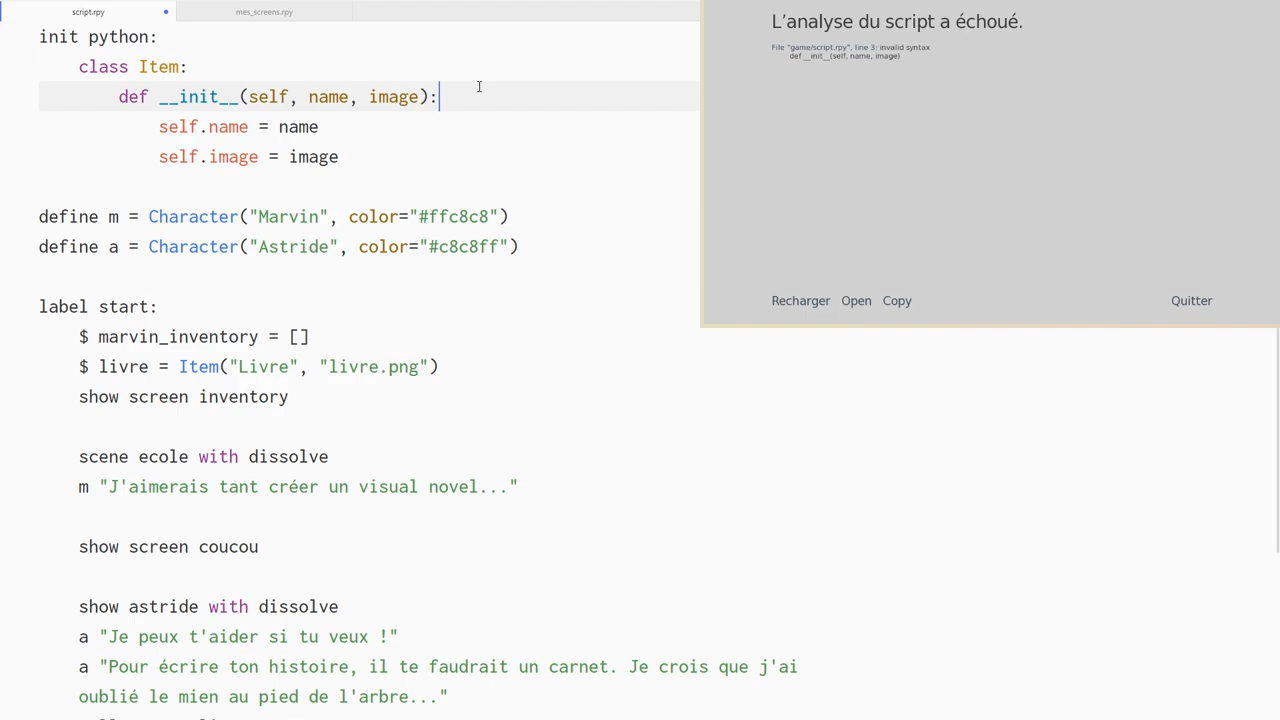 script.rpy
mes_screens.rpy
init python:
class Item:
def __init__(self, name, image):
self.name = name
self.image = image
define m = Character("Marvin", color="#ffc8c8")
define a = Character("Astride", color="#c8c8ff")
label start:
$ marvin_inventory = []
$ livre = Item("Livre", "livre.png")
show screen inventory
scene ecole with dissolve
m "J'aimerais tant créer un visual novel..."
show screen coucou
show astride with dissolve
a "Je peux t'aider si tu veux !"
a "Pour écrire ton histoire, il te faudrait un carnet. Je crois que j'ai
oublié le mien au pied de l'arbre..."
L'analyse du script a échoué.
File "game/script.rpy", line 3: invalid syntax
def __init__(self, name, image)
Recharger Open Copy Quitter